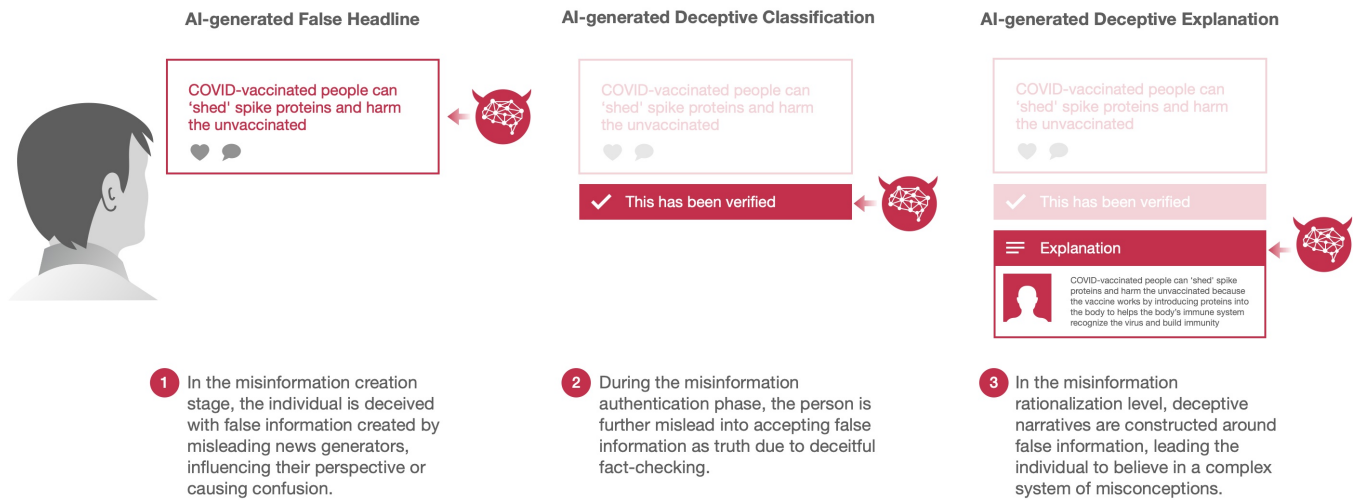 AI-generated False Headline
COVID-vaccinated people can
‘shed' spike proteins and harm
the unvaccinated
1
In the misinformation creation
stage, the individual is deceived
with false information created by
misleading news generators,
influencing their perspective or
causing confusion.
AI-generated Deceptive Classification
COVID-vaccinated people can
‘shed' spike proteins and harm
the unvaccinated
This has been verified
2
During the misinformation
authentication phase, the person is
further mislead into accepting false
information as truth due to deceitful
fact-checking.
AI-generated Deceptive Explanation
COVID-vaccinated people can
‘shed' spike proteins and harm
the unvaccinated
This has been verified
Explanation
COVID-vaccinated people can 'shed' spike
proteins and harm the unvaccinated because
the vaccine works by introducing proteins into
the body to helps the body's immune system
recognize the virus and build immunity
3
In the misinformation
rationalization level, deceptive
narratives are constructed around
false information, leading the
individual to believe in a complex
system of misconceptions.